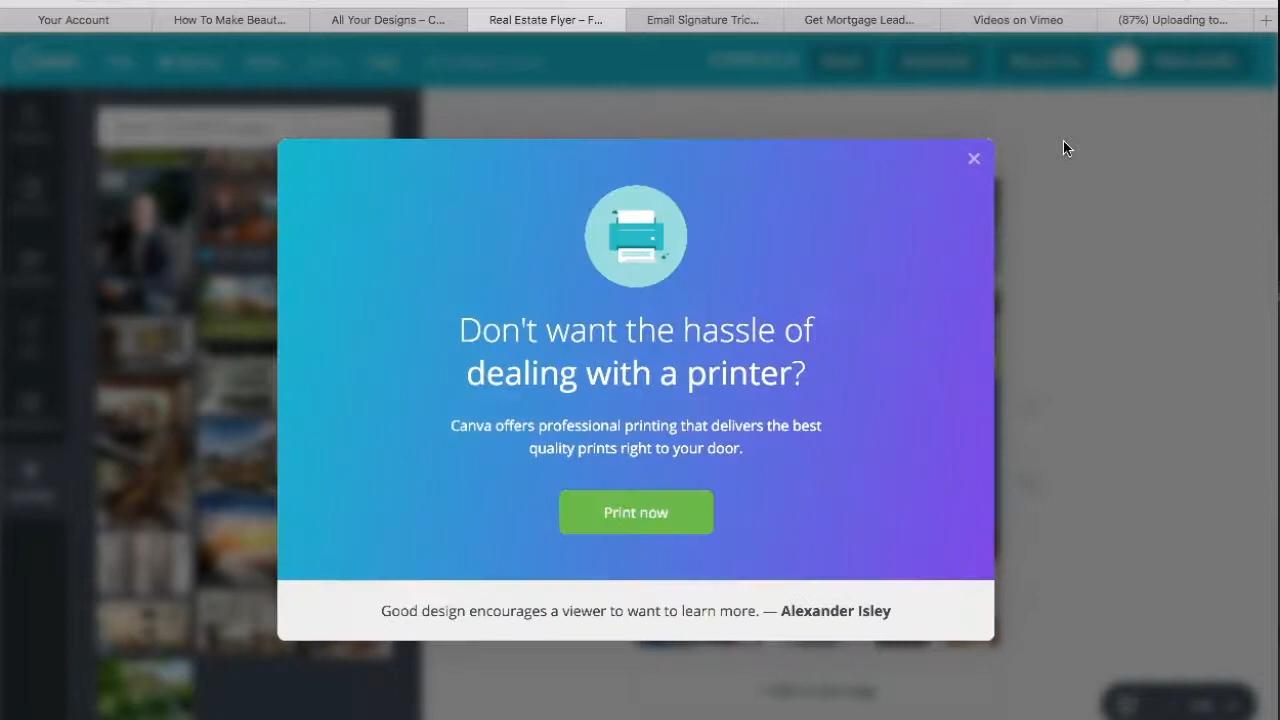 Your Account
How To Make Beaut...
All Your Designs – C...
Real Estate Flyer – F...
Email Signature Tric...
Get Mortgage Lead...
Videos on Vimeo
(87%) Uploading to...
Don't want the hassle of
dealing with a printer?
Canva offers professional printing that delivers the best
quality prints right to your door.
Print now
Good design encourages a viewer to want to learn more. — Alexander Isley